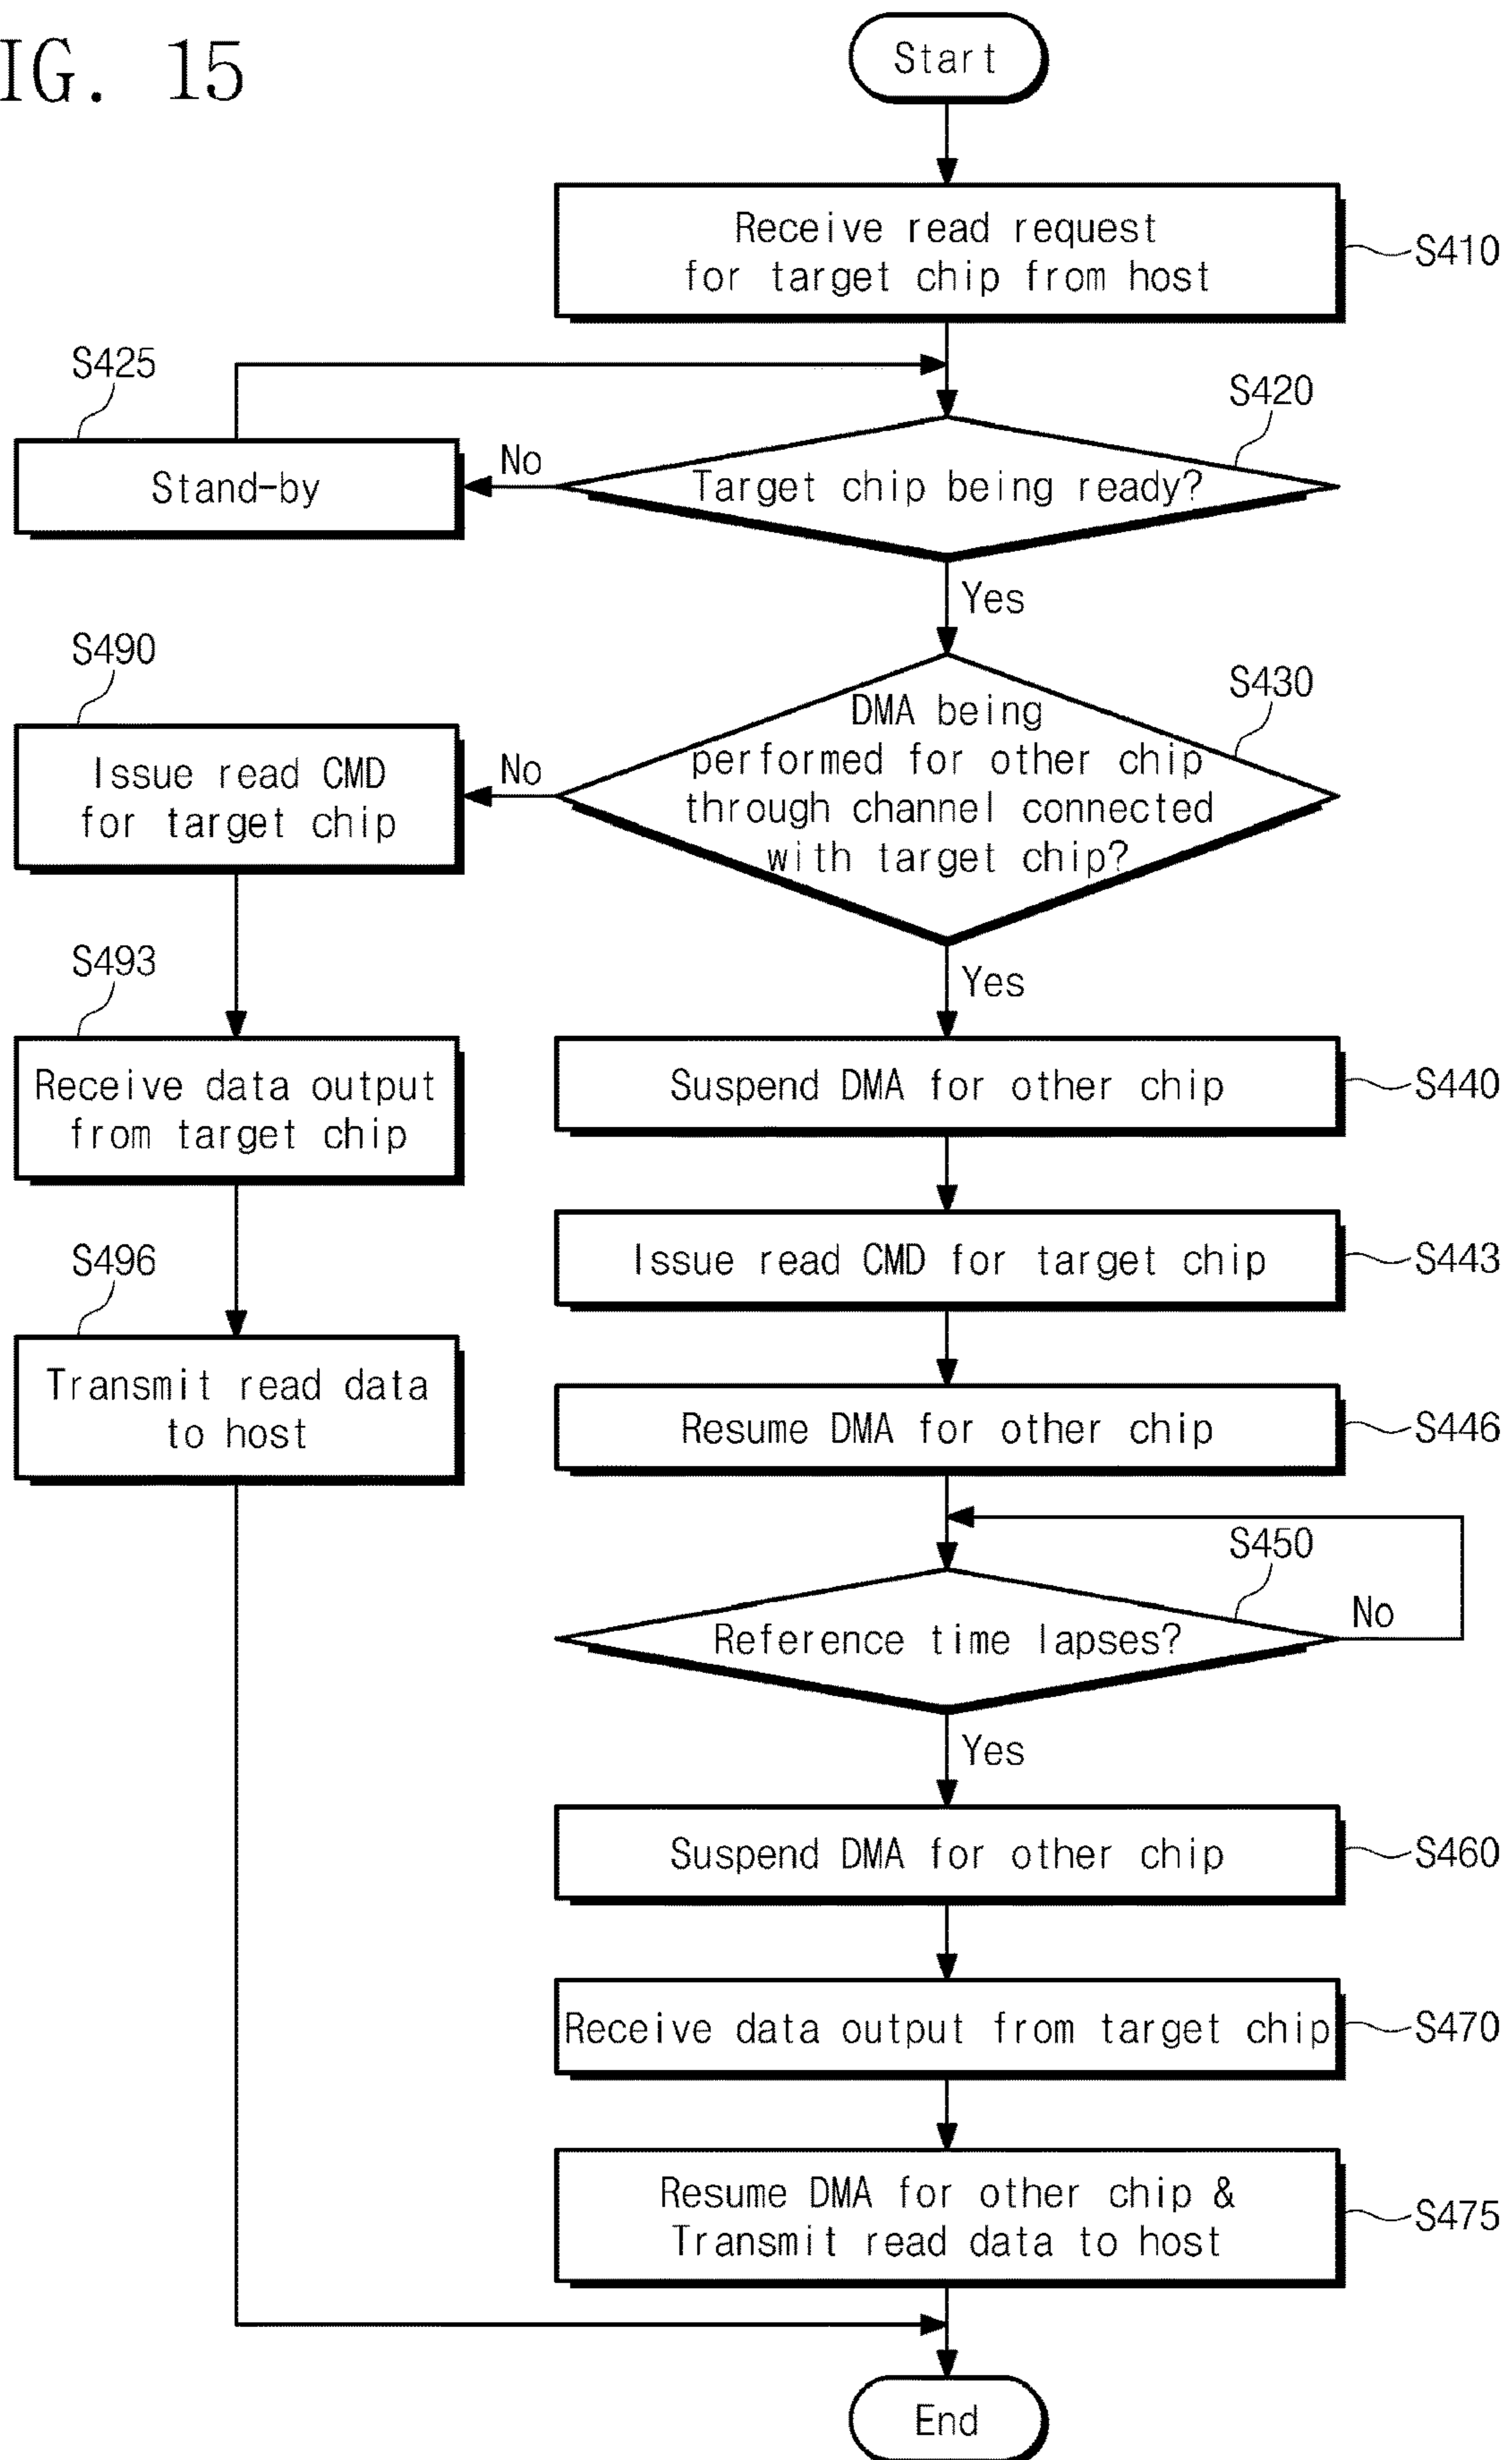 IG. 15
Start
Receive read request
for target chip from host
S410
S425
Stand-by
No
S420
Target chip being ready?
Yes
S490
Issue read CMD
for target chip
No
S430
DMA being
performed for other chip
through channel connected
with target chip?
Yes
S493
Receive data output
from target chip
Suspend DMA for other chip
S440
S496
Transmit read data
to host
Issue read CMD for target chip
S443
Resume DMA for other chip
S446
S450
Reference time lapses?
No
Yes
Suspend DMA for other chip
S460
Receive data output from target chip
S470
Resume DMA for other chip &
Transmit read data to host
S475
End